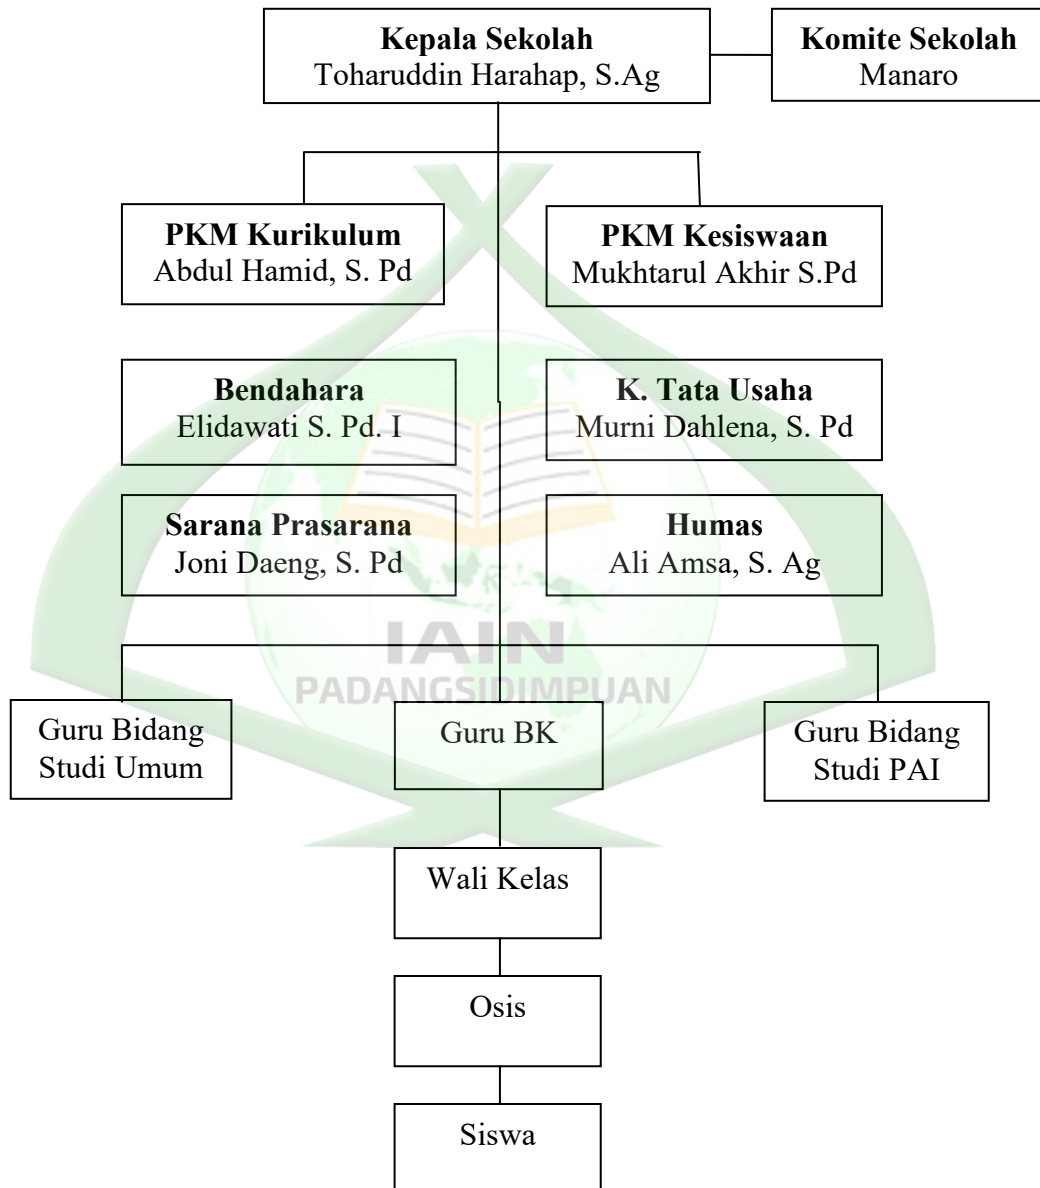 Kepala Sekolah
Toharuddin Harahap, S.Ag
Komite Sekolah
Manaro
PKM Kurikulum
Abdul Hamid, S. Pd
PKM Kesiswaan
Mukhtarul Akhir S.Pd
Bendahara
Elidawati S. Pd. I
K. Tata Usaha
Murni Dahlena, S. Pd
Sarana Prasarana
Joni Daeng, S. Pd
Humas
Ali Amsa, S. Ag
IAIN
PADANGSIDIMPUAN
Guru Bidang
Studi Umum
Guru BK
Guru Bidang
Studi PAI
Wali Kelas
Osis
Siswa